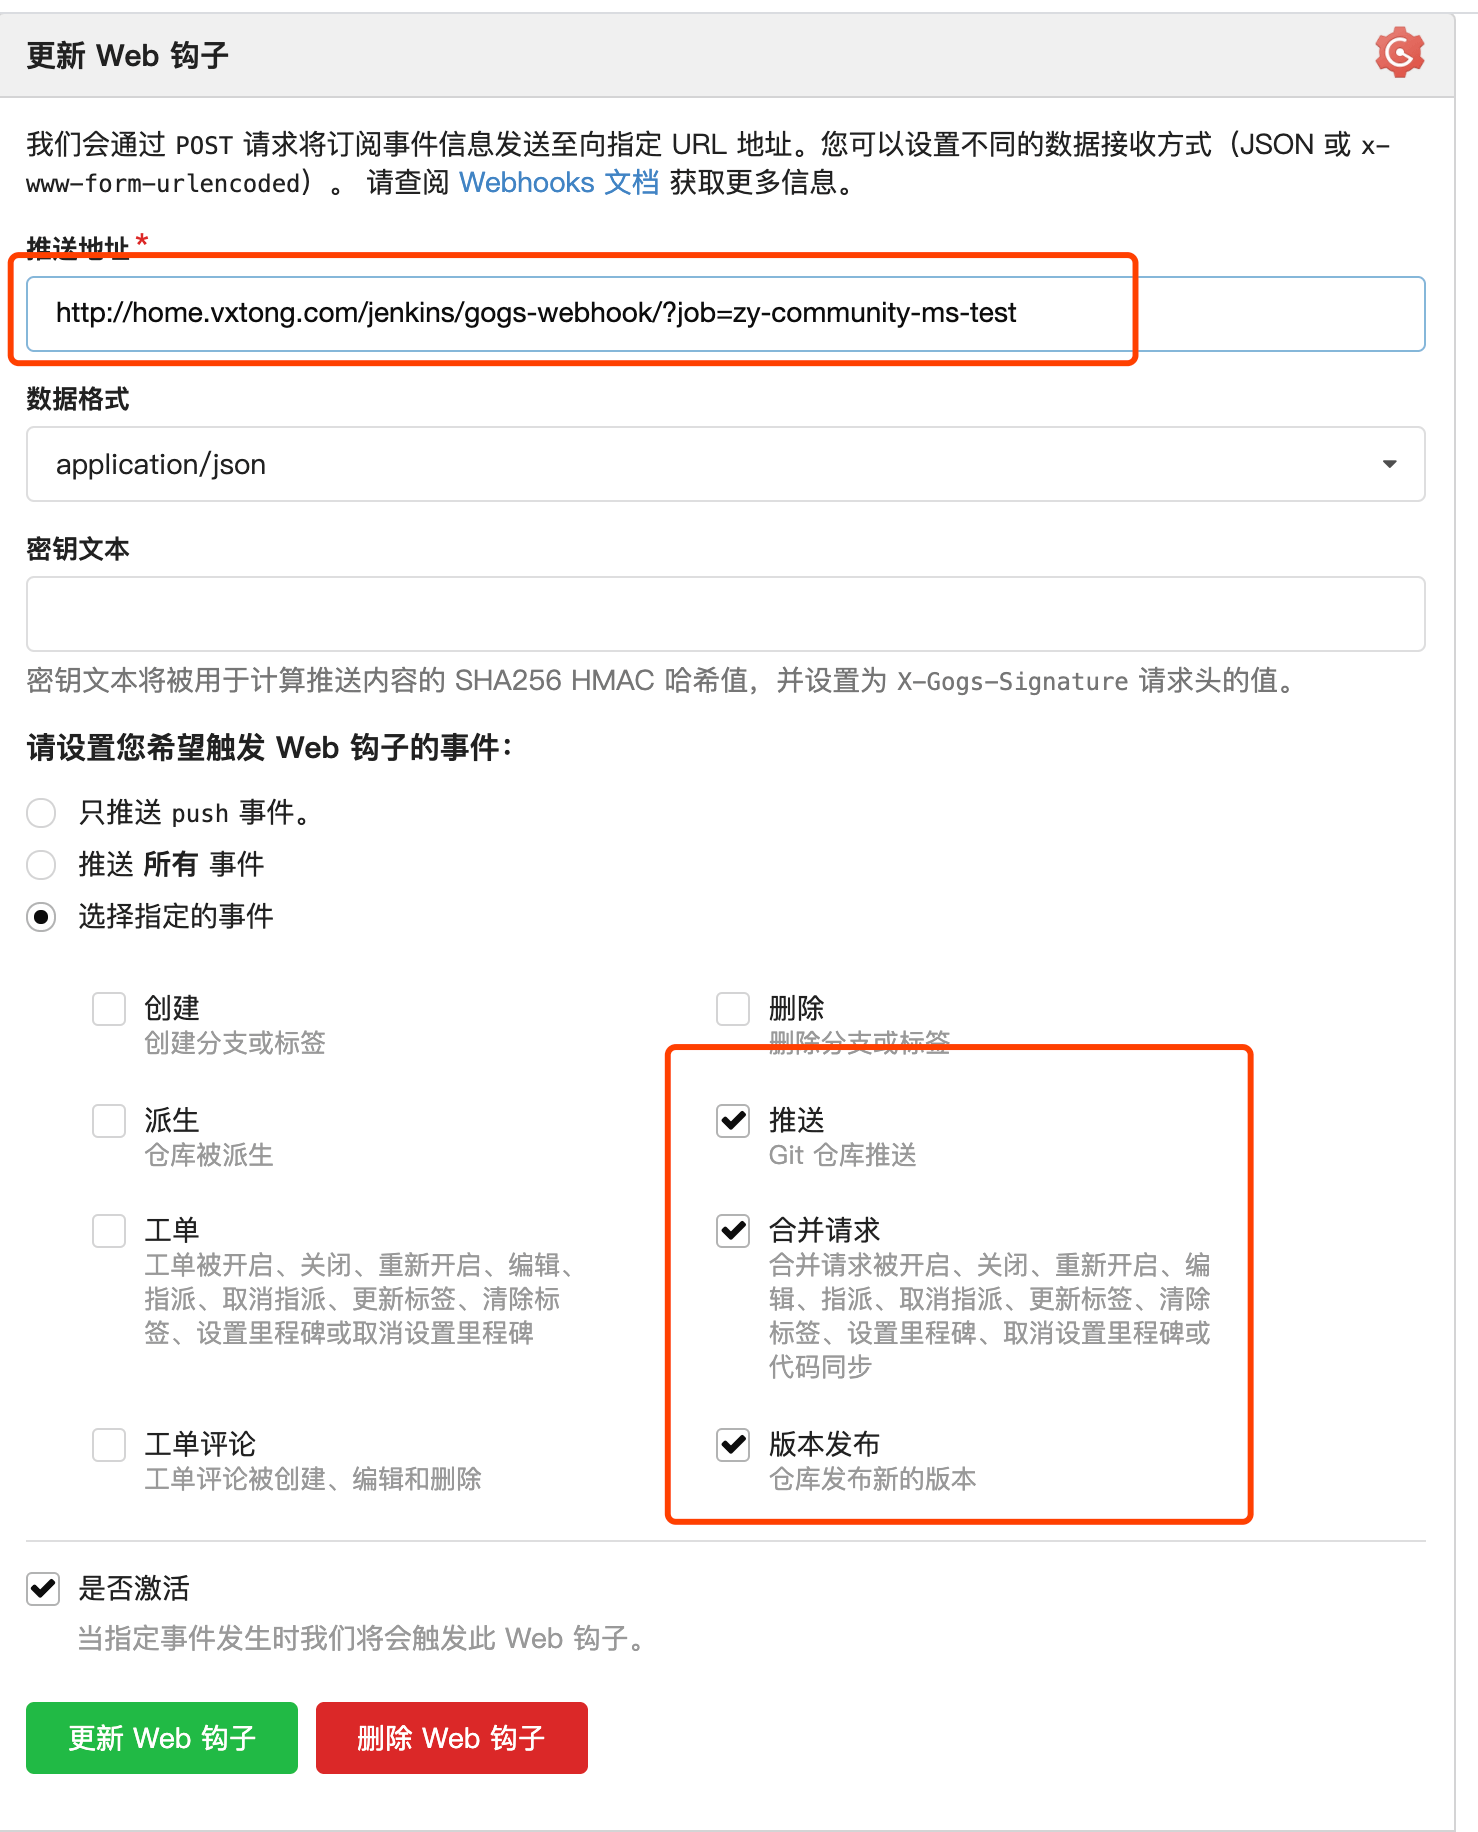 更新 Web 钩子
我们会通过 POST 请求将订阅事件信息发送至向指定 URL 地址。您可以设置不同的数据接收方式（JSON 或 x-
www-form-urlencoded）。 请查阅 Webhooks 文档 获取更多信息。
推送地址 *
http://home.vxtong.com/jenkins/gogs-webhook/?job=zy-community-ms-test
数据格式
application/json
密钥文本
密钥文本将被用于计算推送内容的 SHA256 HMAC 哈希值，并设置为 X-Gogs-Signature 请求头的值。
请设置您希望触发 Web 钩子的事件：
只推送 push 事件。
推送 所有 事件
选择指定的事件
创建
创建分支或标签
删除
删除分支或标签
派生
仓库被派生
推送
Git 仓库推送
工单
工单被开启、关闭、重新开启、编辑、
指派、取消指派、更新标签、清除标
签、设置里程碑或取消设置里程碑
合并请求
合并请求被开启、关闭、重新开启、编
辑、指派、取消指派、更新标签、清除
标签、设置里程碑、取消设置里程碑或
代码同步
工单评论
工单评论被创建、编辑和删除
版本发布
仓库发布新的版本
是否激活
当指定事件发生时我们将会触发此 Web 钩子。
更新 Web 钩子
删除 Web 钩子